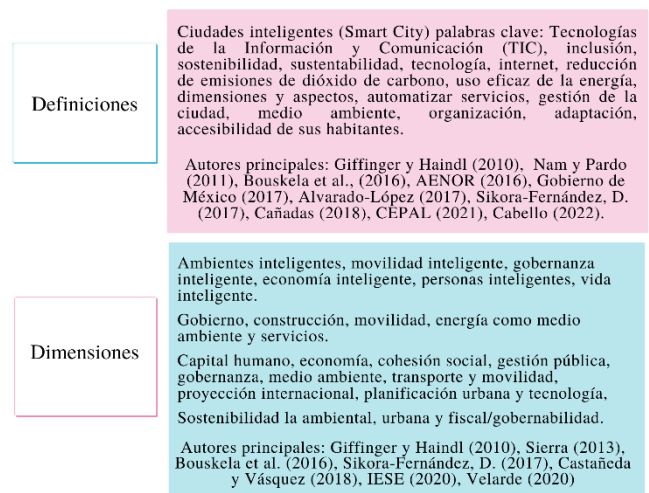 Definiciones
Ciudades inteligentes (Smart City) palabras clave: Tecnologías
de la Información y Comunicación (TIC), inclusión,
sostenibilidad, sustentabilidad, tecnología, internet, reducción
de emisiones de dióxido de carbono, uso eficaz de la energía,
dimensiones y aspectos, automatizar servicios, gestión de la
ciudad, medio ambiente, organización, adaptación,
accesibilidad de sus habitantes.
Autores principales: Giffinger y Haindl (2010), Nam y Pardo
(2011), Bouskela et al., (2016), AENOR (2016), Gobierno de
México (2017), Alvarado-López (2017), Sikora-Fernández, D.
(2017), Cañadas (2018), CEPAL (2021), Cabello (2022).
Dimensiones
Ambientes inteligentes, movilidad inteligente, gobernanza
inteligente, economía inteligente, personas inteligentes, vida
inteligente.
Gobierno, construcción, movilidad, energía como medio
ambiente y servicios.
Capital humano, economía, cohesión social, gestión pública,
gobernanza, medio ambiente, transporte y movilidad,
proyección internacional, planificación urbana y tecnología,
Sostenibilidad la ambiental, urbana y fiscal/gobernabilidad.
Autores principales: Giffinger y Haindl (2010), Sierra (2013),
Bouskela et al. (2016), Sikora-Fernández, D. (2017), Castañeda
y Vásquez (2018), IESE (2020), Velarde (2020)